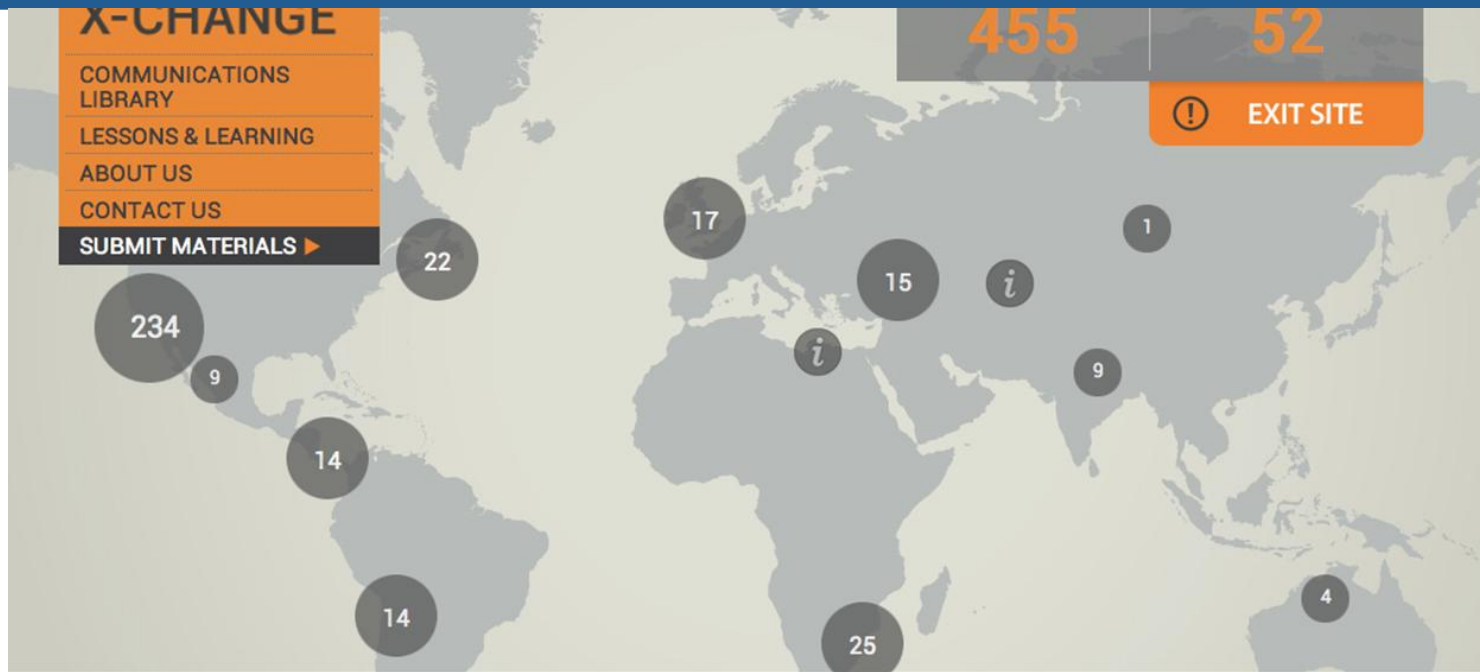 X-CHANGE
COMMUNICATIONS
LIBRARY
LESSONS & LEARNING
ABOUT US
CONTACT US
SUBMIT MATERIALS
455
52
EXIT SITE
17
1
22
15
i
234
i
9
9
14
14
4
25